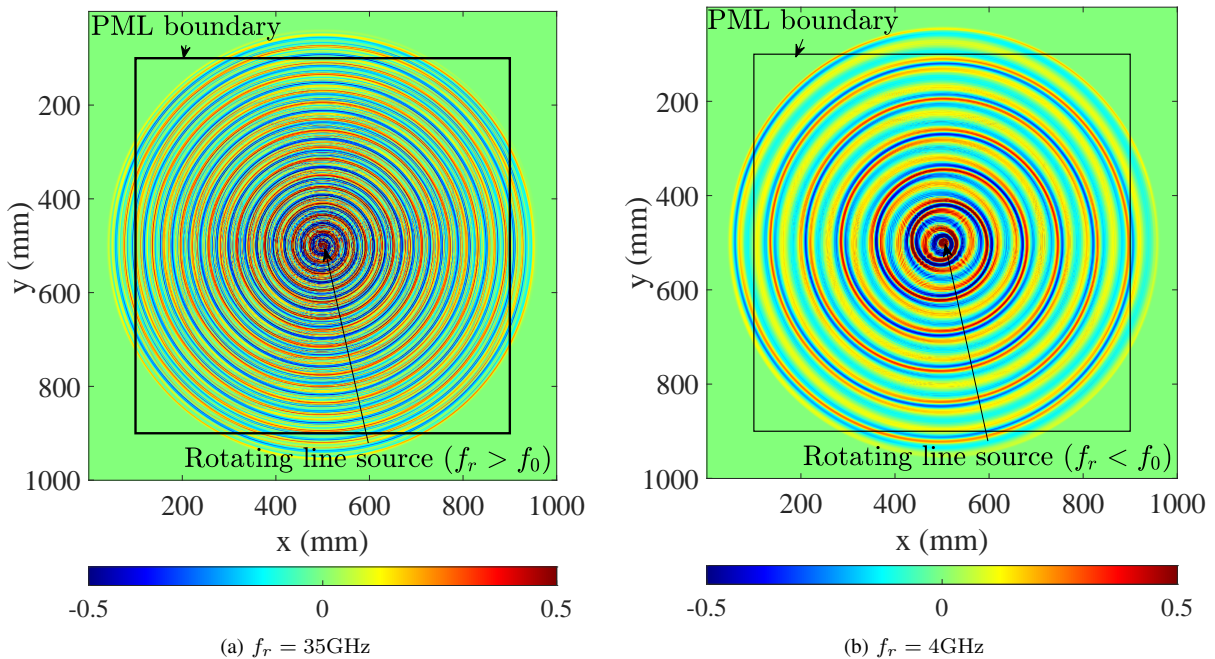 PML boundary
200
400
600
800
1000
y (mm)
Rotating line source (f_r > f_0)
200 400 600 800 1000
x (mm)
-0.5 0 0.5
(a) f_r = 35GHz
PML boundary
200
400
600
800
1000
y (mm)
Rotating line source (f_r < f_0)
200 400 600 800 1000
x (mm)
-0.5 0 0.5
(b) f_r = 4GHz